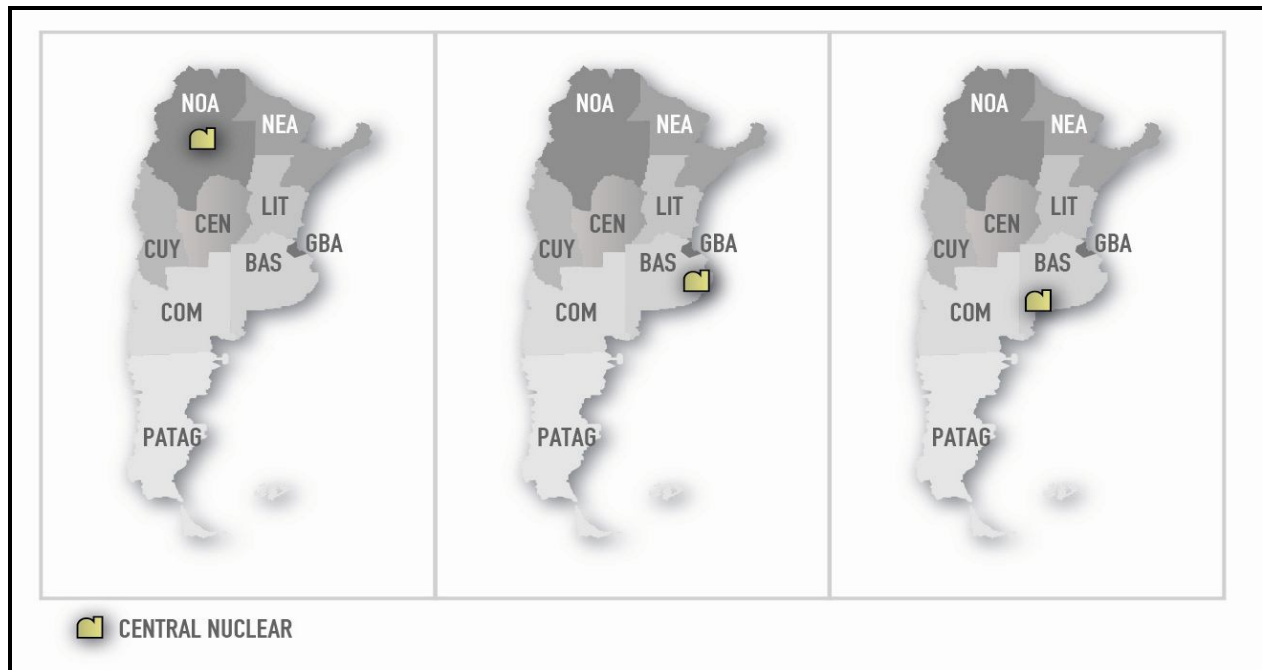 NOA
NEA
LIT
CEN
CUY
GBA
BAS
COM
PATAG
NOA
NEA
LIT
CEN
CUY
GBA
BAS
COM
PATAG
NOA
NEA
LIT
CEN
CUY
GBA
BAS
COM
PATAG
CENTRAL NUCLEAR